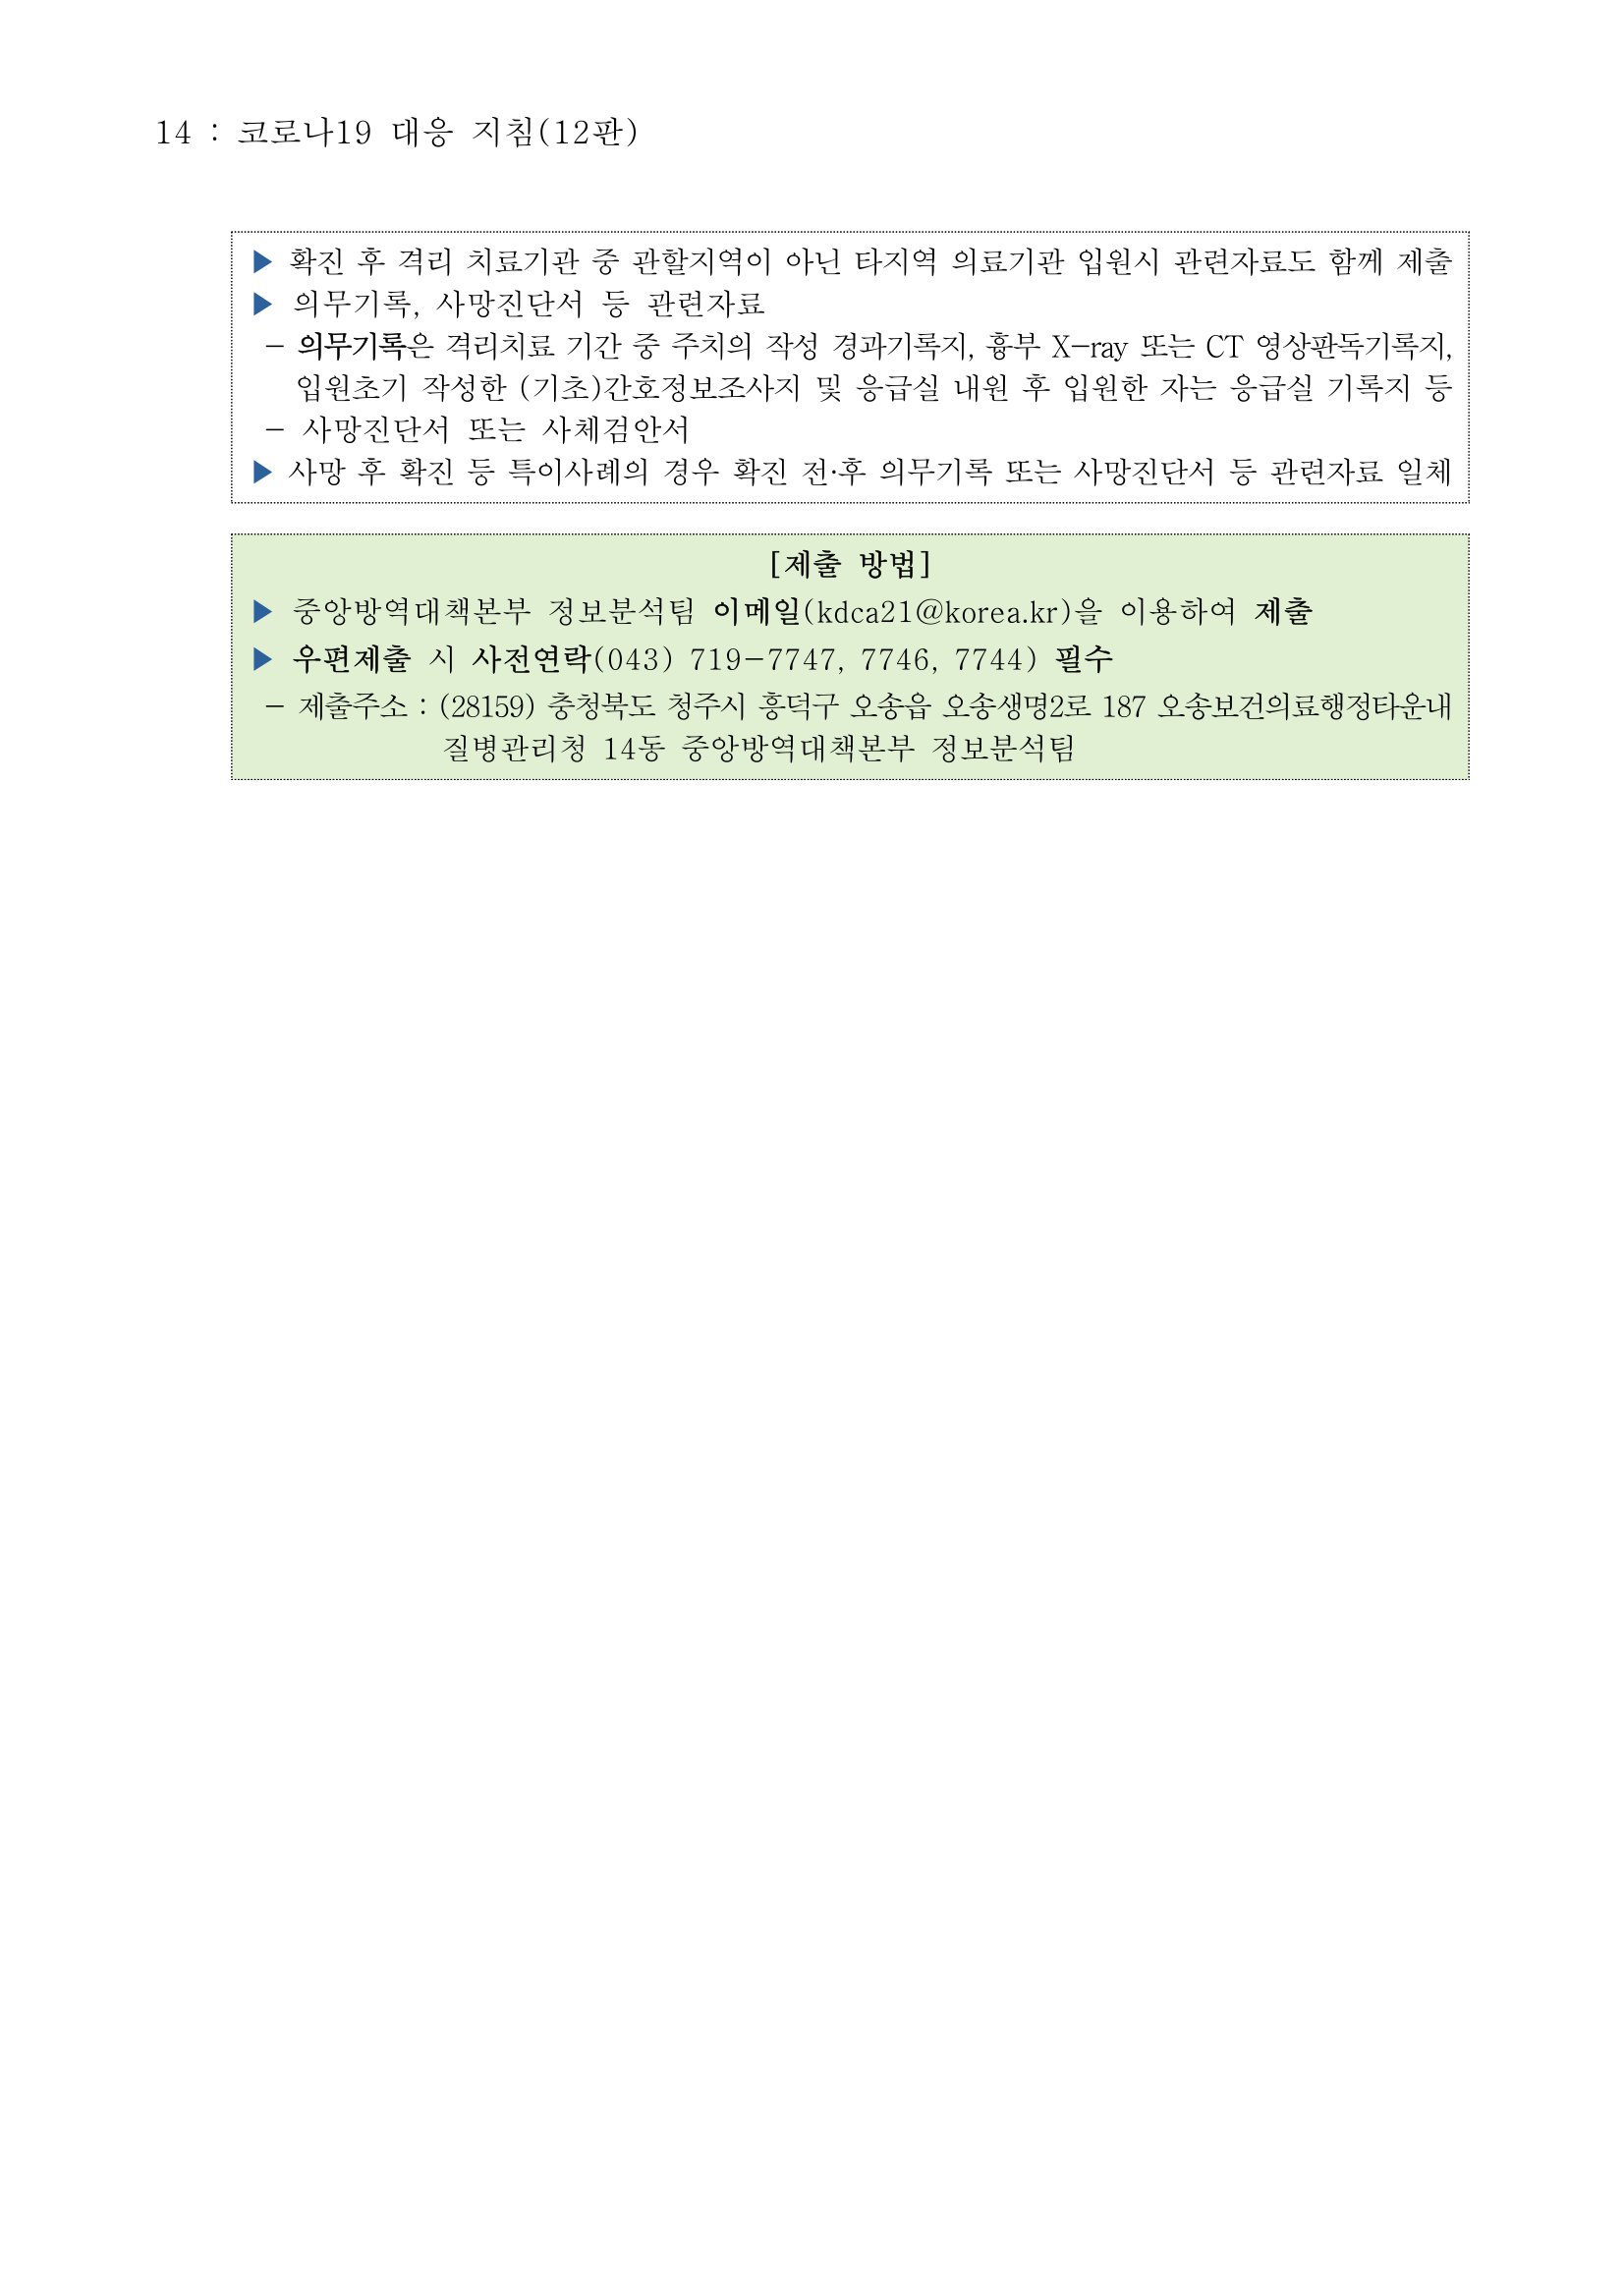 14 : 코로나19 대응 지침(12판)
▶ 확진 후 격리 치료기관 중 관할지역이 아닌 타지역 의료기관 입원시 관련자료도 함께 제출
▶ 의무기록, 사망진단서 등 관련자료
- 의무기록은 격리치료 기간 중 주치의 작성 경과기록지, 흉부 X-ray 또는 CT 영상판독기록지,
입원초기 작성한 (기초)간호정보조사지 및 응급실 내원 후 입원한 자는 응급실 기록지 등
- 사망진단서 또는 사체검안서
▶ 사망 후 확진 등 특이사례의 경우 확진 전·후 의무기록 또는 사망진단서 등 관련자료 일체
[제출 방법]
▶ 중앙방역대책본부 정보분석팀 이메일(kdca21@korea.kr)을 이용하여 제출
▶ 우편제출 시 사전연락(043) 719-7747, 7746, 7744) 필수
- 제출주소 : (28159) 충청북도 청주시 흥덕구 오송읍 오송생명2로 187 오송보건의료행정타운내
질병관리청 14동 중앙방역대책본부 정보분석팀